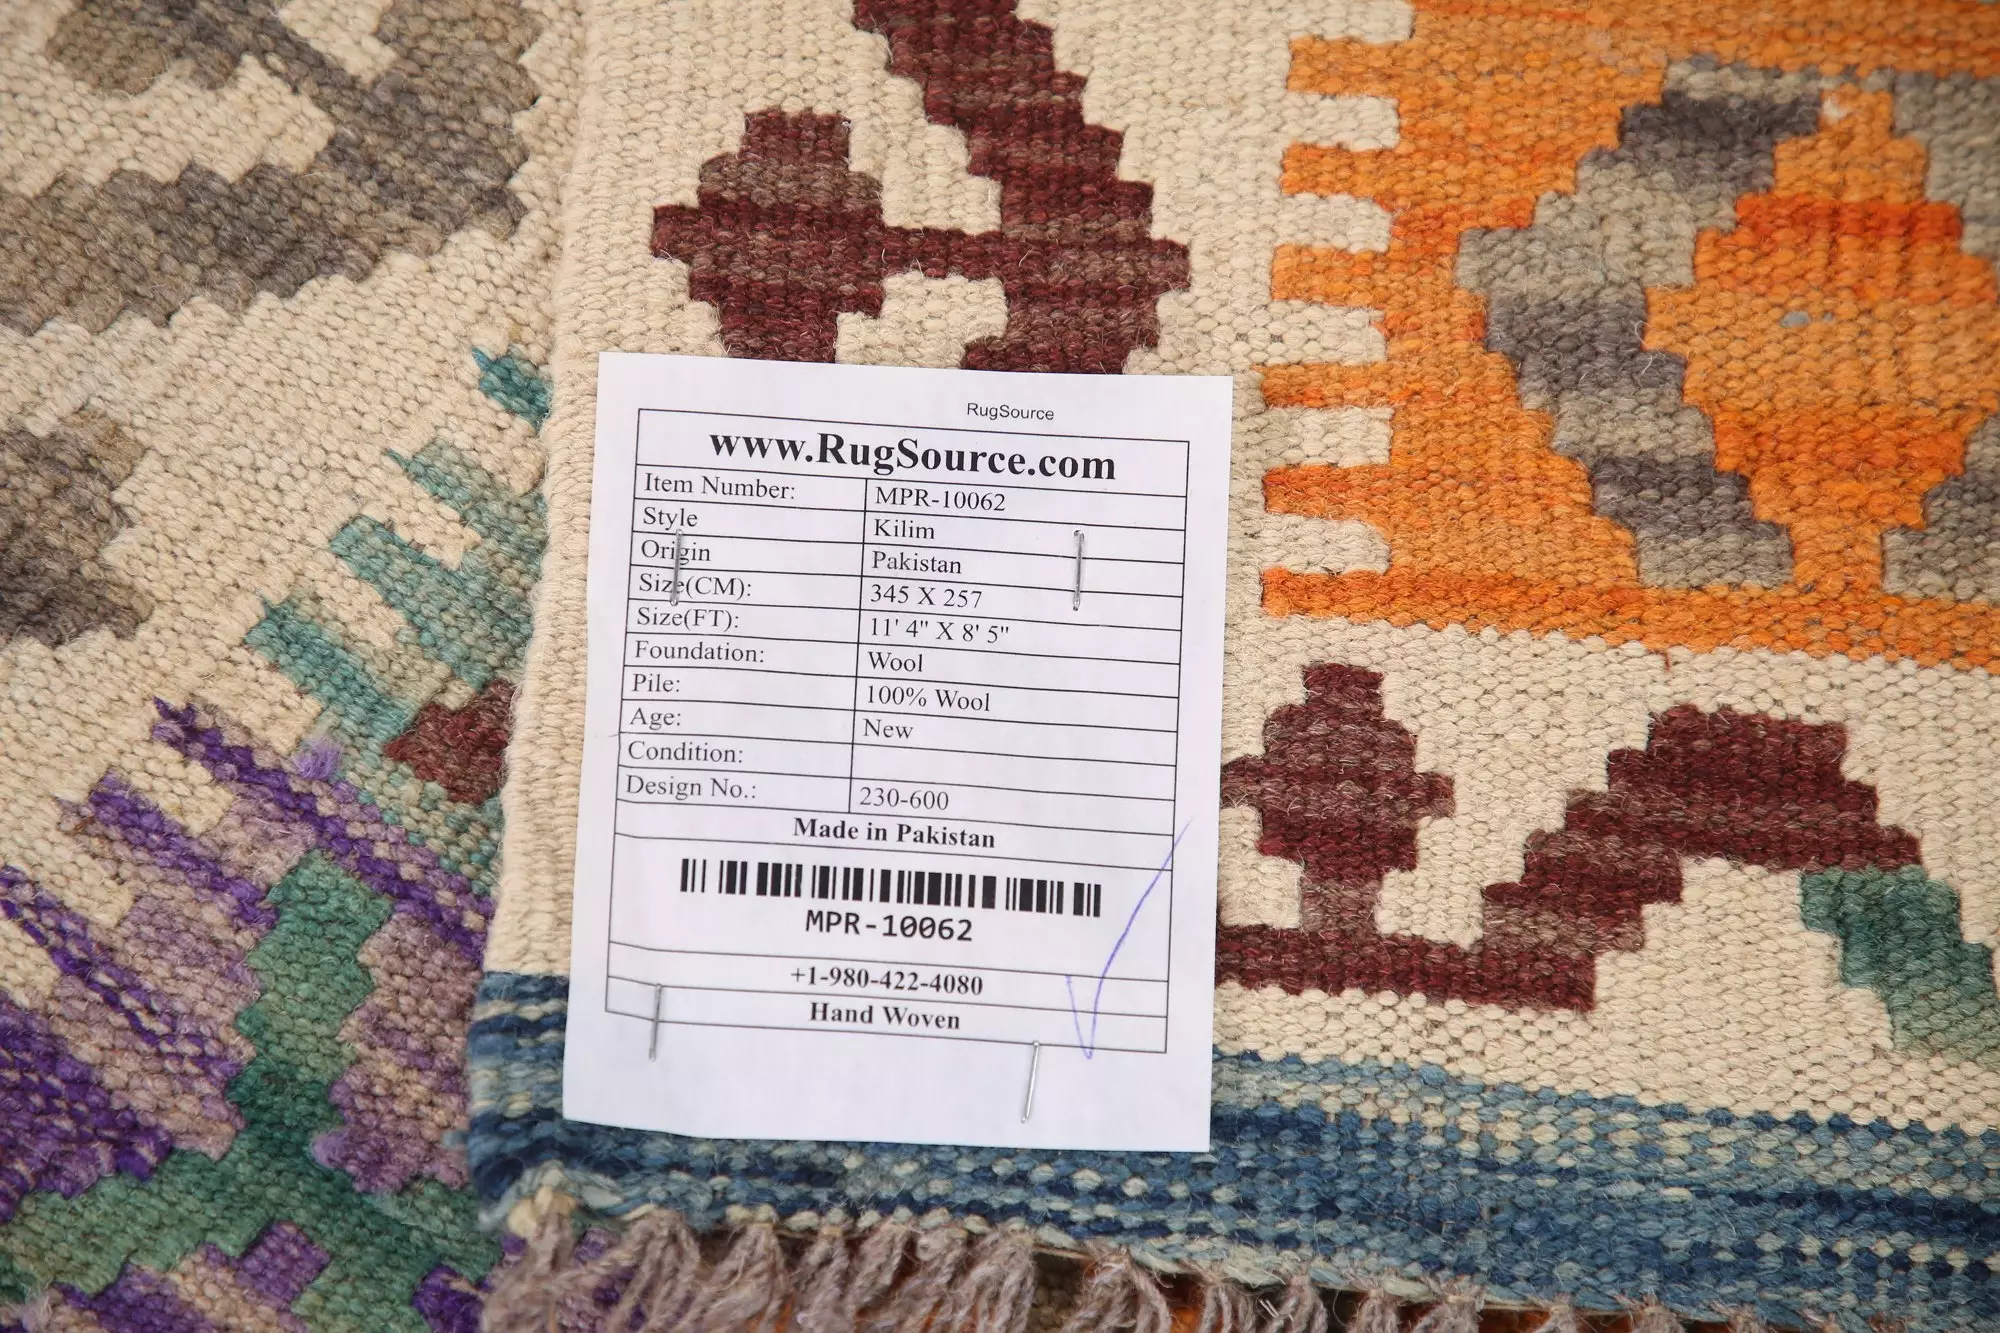 RugSource
www.RugSource.com
Item Number: MPR-10062
Style Kilim
Origin Pakistan
Size(CM): 345 X 257
Size(FT): 11' 4" X 8' 5"
Foundation: Wool
Pile: 100% Wool
Age: New
Condition:
Design No.: 230-600
Made in Pakistan
MPR-10062
+1-980-422-4080
Hand Woven